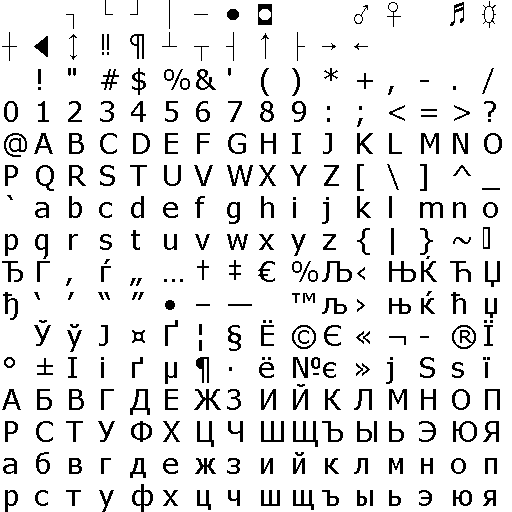 ┐ └ ┘ │ ─ • ◘ ♂ ♀ ♬ ☼
┼ ◄ ↕ ‼ ¶ ┴ ┬ ┤ ↑ ├ → ←
! " # $ % & ' ( ) * + , - . /
0 1 2 3 4 5 6 7 8 9 : ; < = > ?
@ A B C D E F G H I J K L M N O
P Q R S T U V W X Y Z [ \ ] ^ _
` a b c d e f g h i j k l m n o
p q r s t u v w x y z { | } ~ ▯
Ђ Ѓ ‚ ѓ „ … † ‡ € ‰ Љ ‹ Њ Ќ Ћ Џ
ђ ‘ ’ “ ” • – — ™ љ › њ ќ ћ џ
Ў ў Ј ¤ Ґ ¦ § Ё © Є « ¬ - ® Ї
° ± І і ґ µ ¶ · ё № є » ј Ѕ ѕ ї
А Б В Г Д Е Ж З И Й К Л М Н О П
Р С Т У Ф Х Ц Ч Ш Щ Ъ Ы Ь Э Ю Я
а б в г д е ж з и й к л м н о п
р с т у ф х ц ч ш щ ъ ы ь э ю я